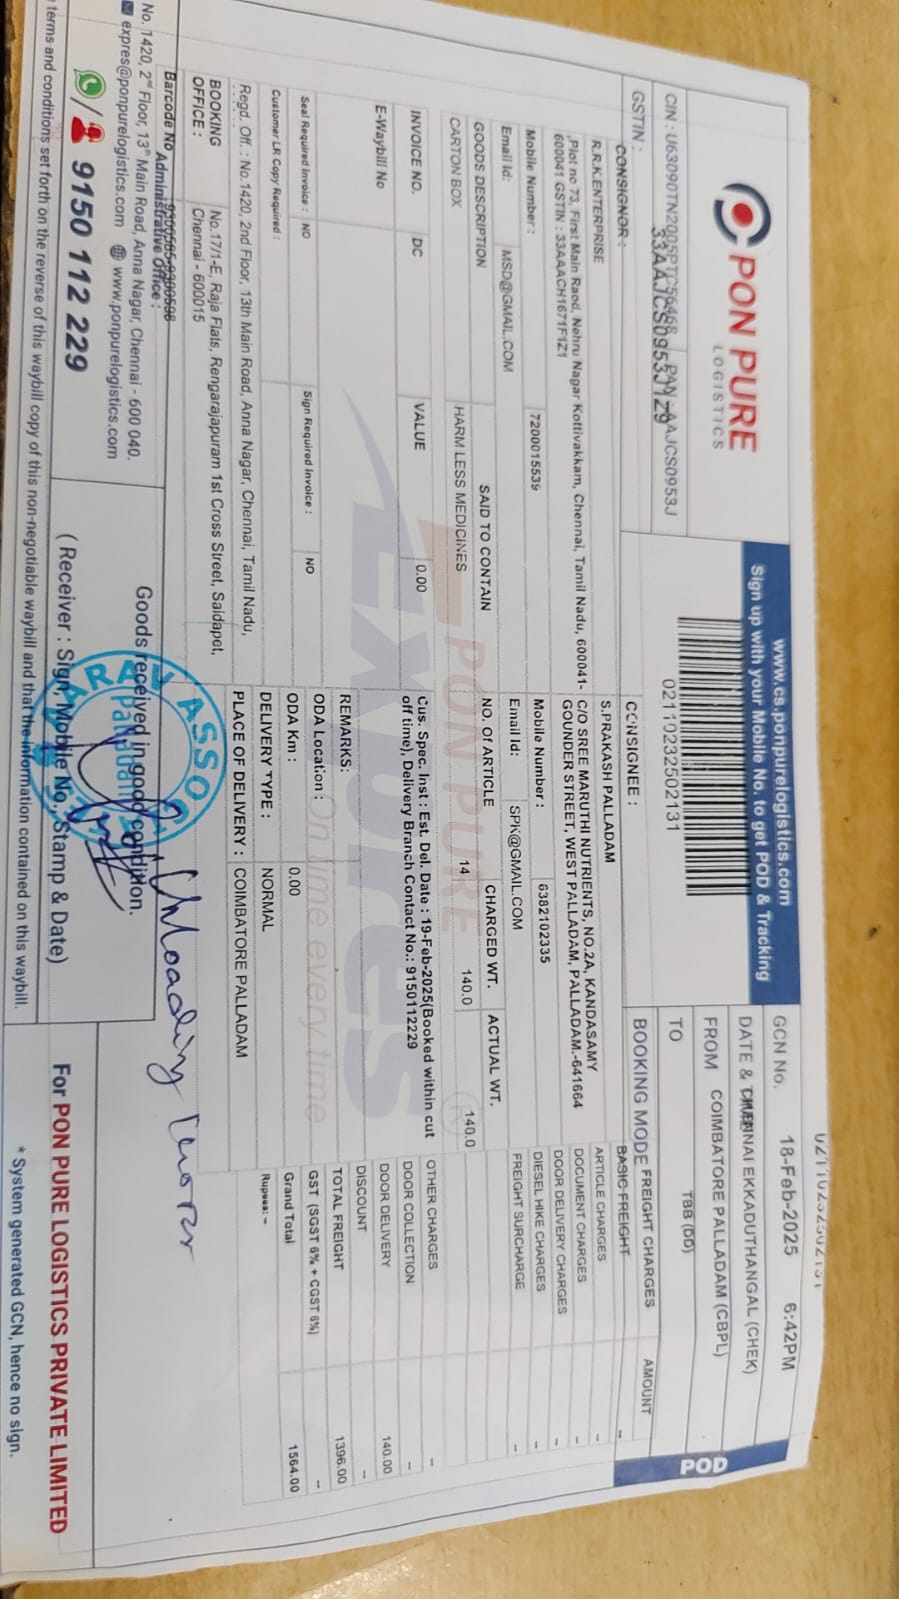 PON PURE
LOGISTICS
CIN : U63090TN2005PTC56468 PAN - AAJCS0953J
GSTIN : 33AAJCS0953J1Z9
www.cs.ponpurelogistics.com
Sign up with your Mobile No. to get POD & Tracking
02110232502131
GCN No. 02110232502131
DATE & TIME 18-Feb-2025 6:42PM
FROM CHENNAI EKKADUTHANGAL (CHEK)
TO COIMBATORE PALLADAM (CBPL)
BOOKING MODE TBB (DD)
POD
CONSIGNOR :
R.R.K.ENTERPRISE
,Plot no 73, First Main Raod, Nehru Nagar Kottivakkam, Chennai, Tamil Nadu, 600041-
600041 GSTIN : 33AAACH1671F1Z1
Mobile Number : 7200015539
Email Id: MSD@GMAIL.COM
CONSIGNEE :
S.PRAKASH PALLADAM
C/O SREE MARUTHI NUTRIENTS, NO.2A, KANDASAMY
GOUNDER STREET, WEST PALLADAM, PALLADAM.-641664
Mobile Number : 6382102335
Email Id: SPK@GMAIL.COM
GOODS DESCRIPTION SAID TO CONTAIN NO. Of ARTICLE CHARGED WT. ACTUAL WT.
CARTON BOX HARM LESS MEDICINES 14 140.0 140.0
INVOICE NO. DC VALUE 0.00
E-Waybill No
Cus. Spec. Inst : Est. Del. Date : 19-Feb-2025(Booked within cut
off time), Delivery Branch Contact No.: 9150112229
REMARKS:
Seal Required Invoice : NO Sign Required Invoice : NO
Customer LR Copy Required :
ODA Location :
ODA Km : 0.00
DELIVERY TYPE : NORMAL
PLACE OF DELIVERY : COIMBATORE PALLADAM
Regd. Off. : No.1420, 2nd Floor, 13th Main Road, Anna Nagar, Chennai, Tamil Nadu,
BOOKING OFFICE : No.17/1-E, Raja Flats, Rengarajapuram 1st Cross Street, Saidapet,
Chennai - 600015
Barcode No 9300585-9300598
FREIGHT CHARGES AMOUNT
BASIC FREIGHT -
ARTICLE CHARGES -
DOCUMENT CHARGES -
DOOR DELIVERY CHARGES -
DIESEL HIKE CHARGES -
FREIGHT SURCHARGE -
OTHER CHARGES -
DOOR COLLECTION -
DOOR DELIVERY 140.00
DISCOUNT -
TOTAL FREIGHT 1396.00
GST (SGST 6% + CGST 6%) -
Grand Total 1564.00
Rupees: -
PON PURE
EXpures
On time every time
Administrative Office :
No. 1420, 2nd Floor, 13th Main Road, Anna Nagar, Chennai - 600 040.
expres@ponpurelogistics.com www.ponpurelogistics.com
9150 112 229
Goods received in good condition.
Unloading
ASSO
( Receiver : Sign, Mobile No., Stamp & Date)
For PON PURE LOGISTICS PRIVATE LIMITED
terms and conditions set forth on the reverse of this waybill copy of this non-negotiable waybill and that the information contained on this waybill.
* System generated GCN, hence no sign.